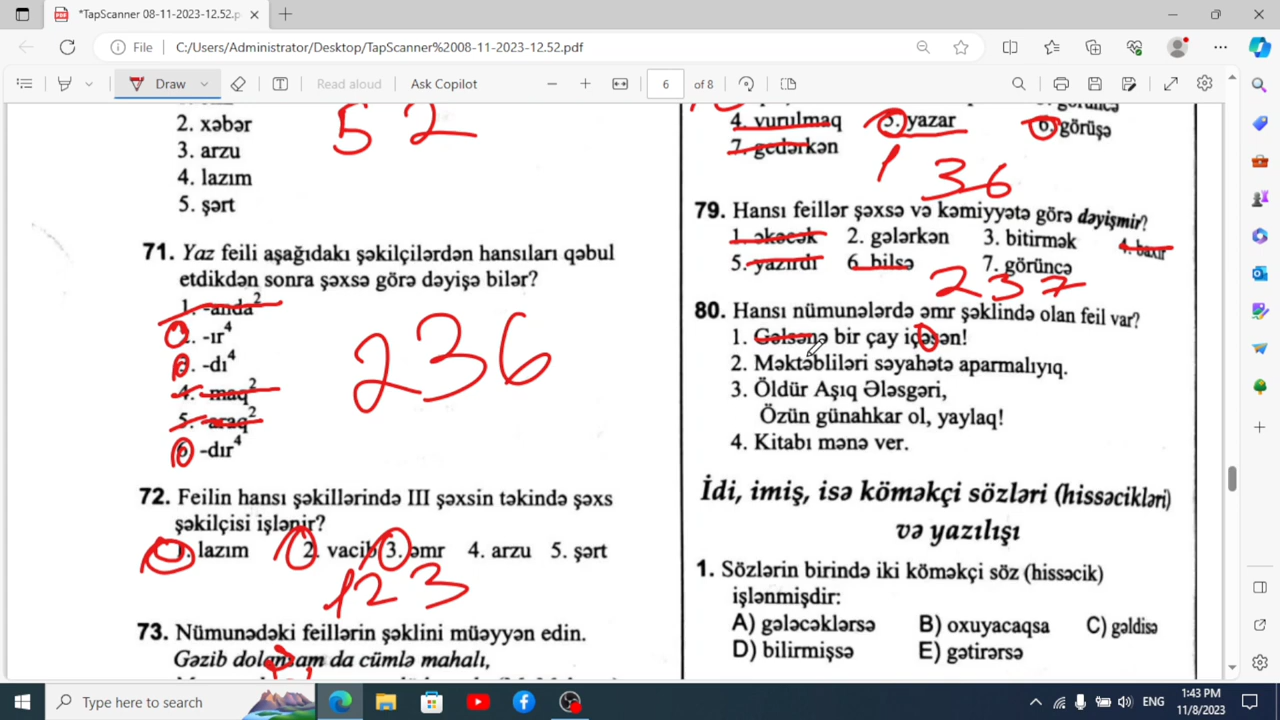 *TapScanner 08-11-2023-12.52.p
File C:/Users/Administrator/Desktop/TapScanner%2008-11-2023-12.52.pdf
Draw Read aloud Ask Copilot 6 of 8
2. xəbər
3. arzu
4. lazım
5. şərt
5 2
71. Yaz feili aşağıdakı şəkilçilərdən hansıları qəbul
etdikdən sonra şəxsə görə dəyişə bilər?
1. -anda²
2. -ır⁴
3. -dı⁴
4. -maq²
5. -araq²
6. -dır⁴
236
72. Feilin hansı şəkillərində III şəxsin təkində şəxs
şəkilçisi işlənir?
1. lazım 2. vacib 3. əmr 4. arzu 5. şərt
123
73. Nümunədəki feillərin şəklini müəyyən edin.
Gəzib dolansam da cümlə mahalı,
4. vurulmaq 5. yazar 6. görüşə
7. gedərkən
1 36
79. Hansı feillər şəxsə və kəmiyyətə görə dəyişmir?
1. əkəcək 2. gələrkən 3. bitirmək 4. baxır
5. yazırdı 6. bilsə 7. görüncə
237
80. Hansı nümunələrdə əmr şəklində olan feil var?
1. Gəlsənə bir çay içəsən!
2. Məktəbliləri səyahətə aparmalıyıq.
3. Öldür Aşıq Ələsgəri,
Özün günahkar ol, yaylaq!
4. Kitabı mənə ver.
İdi, imiş, isə köməkçi sözləri (hissəcikləri)
və yazılışı
1. Sözlərin birində iki köməkçi söz (hissəcik)
işlənmişdir:
A) gələcəklərsə B) oxuyacaqsa C) gəldisə
D) bilirmişsə E) gətirərsə
Type here to search
ENG
1:43 PM
11/8/2023